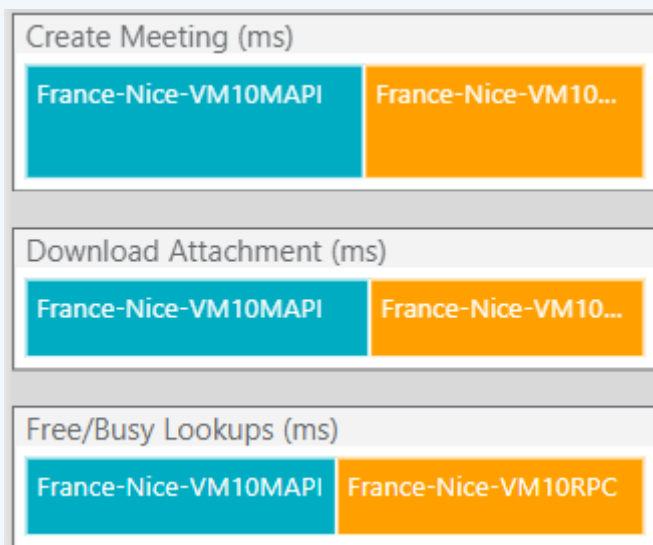 Create Meeting (ms)
France-Nice-VM10MAPI France-Nice-VM10...
Download Attachment (ms)
France-Nice-VM10MAPI France-Nice-VM10...
Free/Busy Lookups (ms)
France-Nice-VM10MAPI France-Nice-VM10RPC